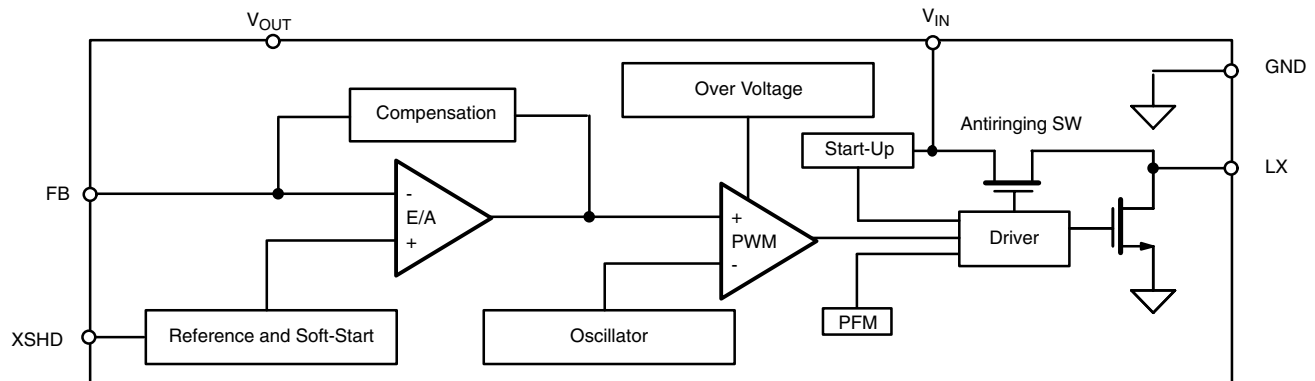 VOUT
VIN
GND
Over Voltage
Compensation
Antiringing SW
Start-Up
LX
FB
-
E/A
+
+
PWM
-
Driver
PFM
XSHD
Reference and Soft-Start
Oscillator